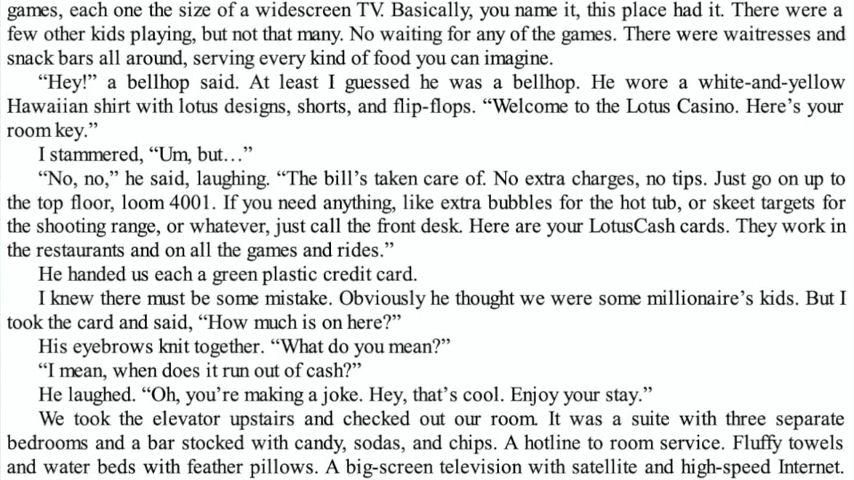 games, each one the size of a widescreen TV. Basically, you name it, this place had it. There were a
few other kids playing, but not that many. No waiting for any of the games. There were waitresses and
snack bars all around, serving every kind of food you can imagine.
“Hey!” a bellhop said. At least I guessed he was a bellhop. He wore a white-and-yellow
Hawaiian shirt with lotus designs, shorts, and flip-flops. “Welcome to the Lotus Casino. Here’s your
room key.”
I stammered, “Um, but…”
“No, no,” he said, laughing. “The bill’s taken care of. No extra charges, no tips. Just go on up to
the top floor, loom 4001. If you need anything, like extra bubbles for the hot tub, or skeet targets for
the shooting range, or whatever, just call the front desk. Here are your LotusCash cards. They work in
the restaurants and on all the games and rides.”
He handed us each a green plastic credit card.
I knew there must be some mistake. Obviously he thought we were some millionaire’s kids. But I
took the card and said, “How much is on here?”
His eyebrows knit together. “What do you mean?”
“I mean, when does it run out of cash?”
He laughed. “Oh, you’re making a joke. Hey, that’s cool. Enjoy your stay.”
We took the elevator upstairs and checked out our room. It was a suite with three separate
bedrooms and a bar stocked with candy, sodas, and chips. A hotline to room service. Fluffy towels
and water beds with feather pillows. A big-screen television with satellite and high-speed Internet.